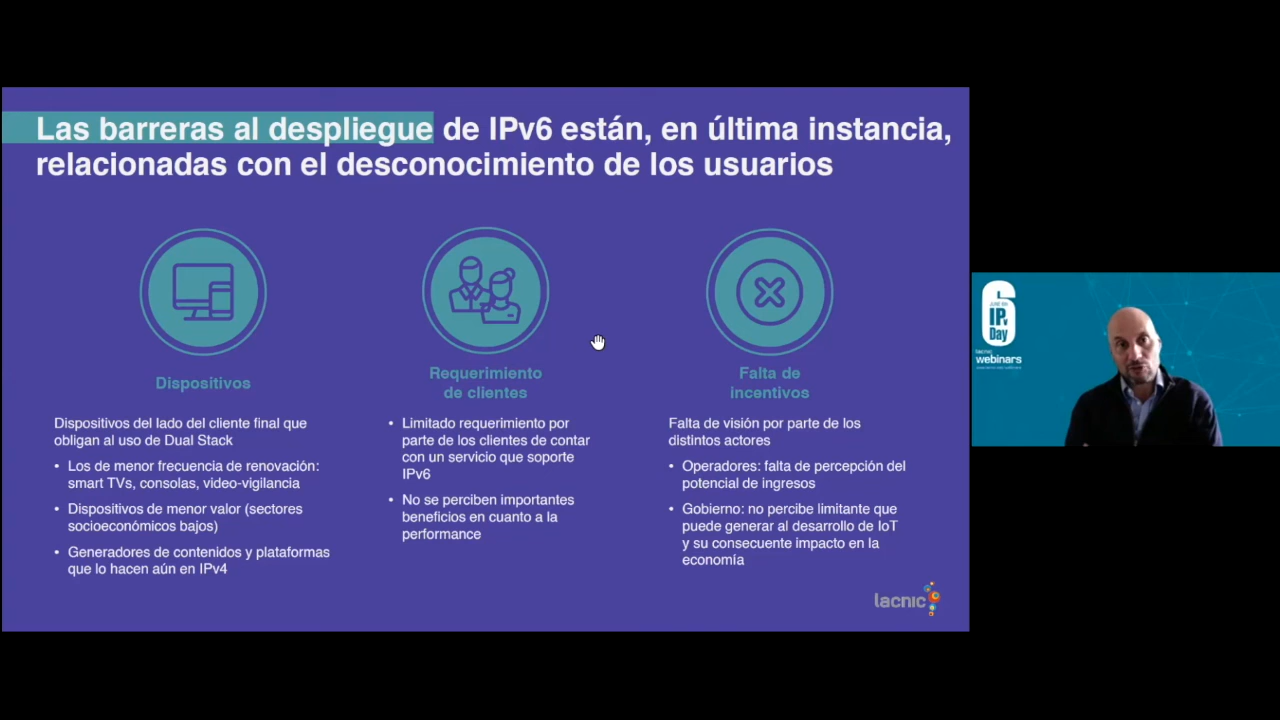 Las barreras al despliegue de IPv6 están, en última instancia,
relacionadas con el desconocimiento de los usuarios
Dispositivos
Dispositivos del lado del cliente final que
obligan al uso de Dual Stack
• Los de menor frecuencia de renovación:
smart TVs, consolas, video-vigilancia
• Dispositivos de menor valor (sectores
socioeconómicos bajos)
• Generadores de contenidos y plataformas
que lo hacen aún en IPv4
Requerimiento
de clientes
• Limitado requerimiento por
parte de los clientes de contar
con un servicio que soporte
IPv6
• No se perciben importantes
beneficios en cuanto a la
performance
Falta de
incentivos
Falta de visión por parte de los
distintos actores
• Operadores: falta de percepción del
potencial de ingresos
• Gobierno: no percibe limitante que
puede generar al desarrollo de IoT
y su consecuente impacto en la
economía
lacnic
6
IPv
Day
lacnic
webinars